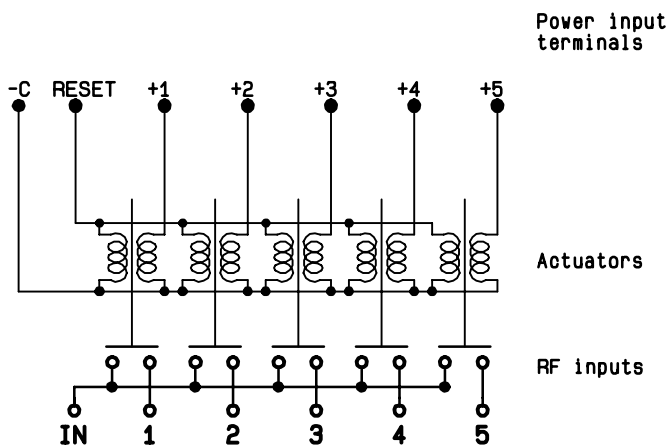 Power input
terminals
-C RESET +1 +2 +3 +4 +5
Actuators
RF inputs
IN 1 2 3 4 5